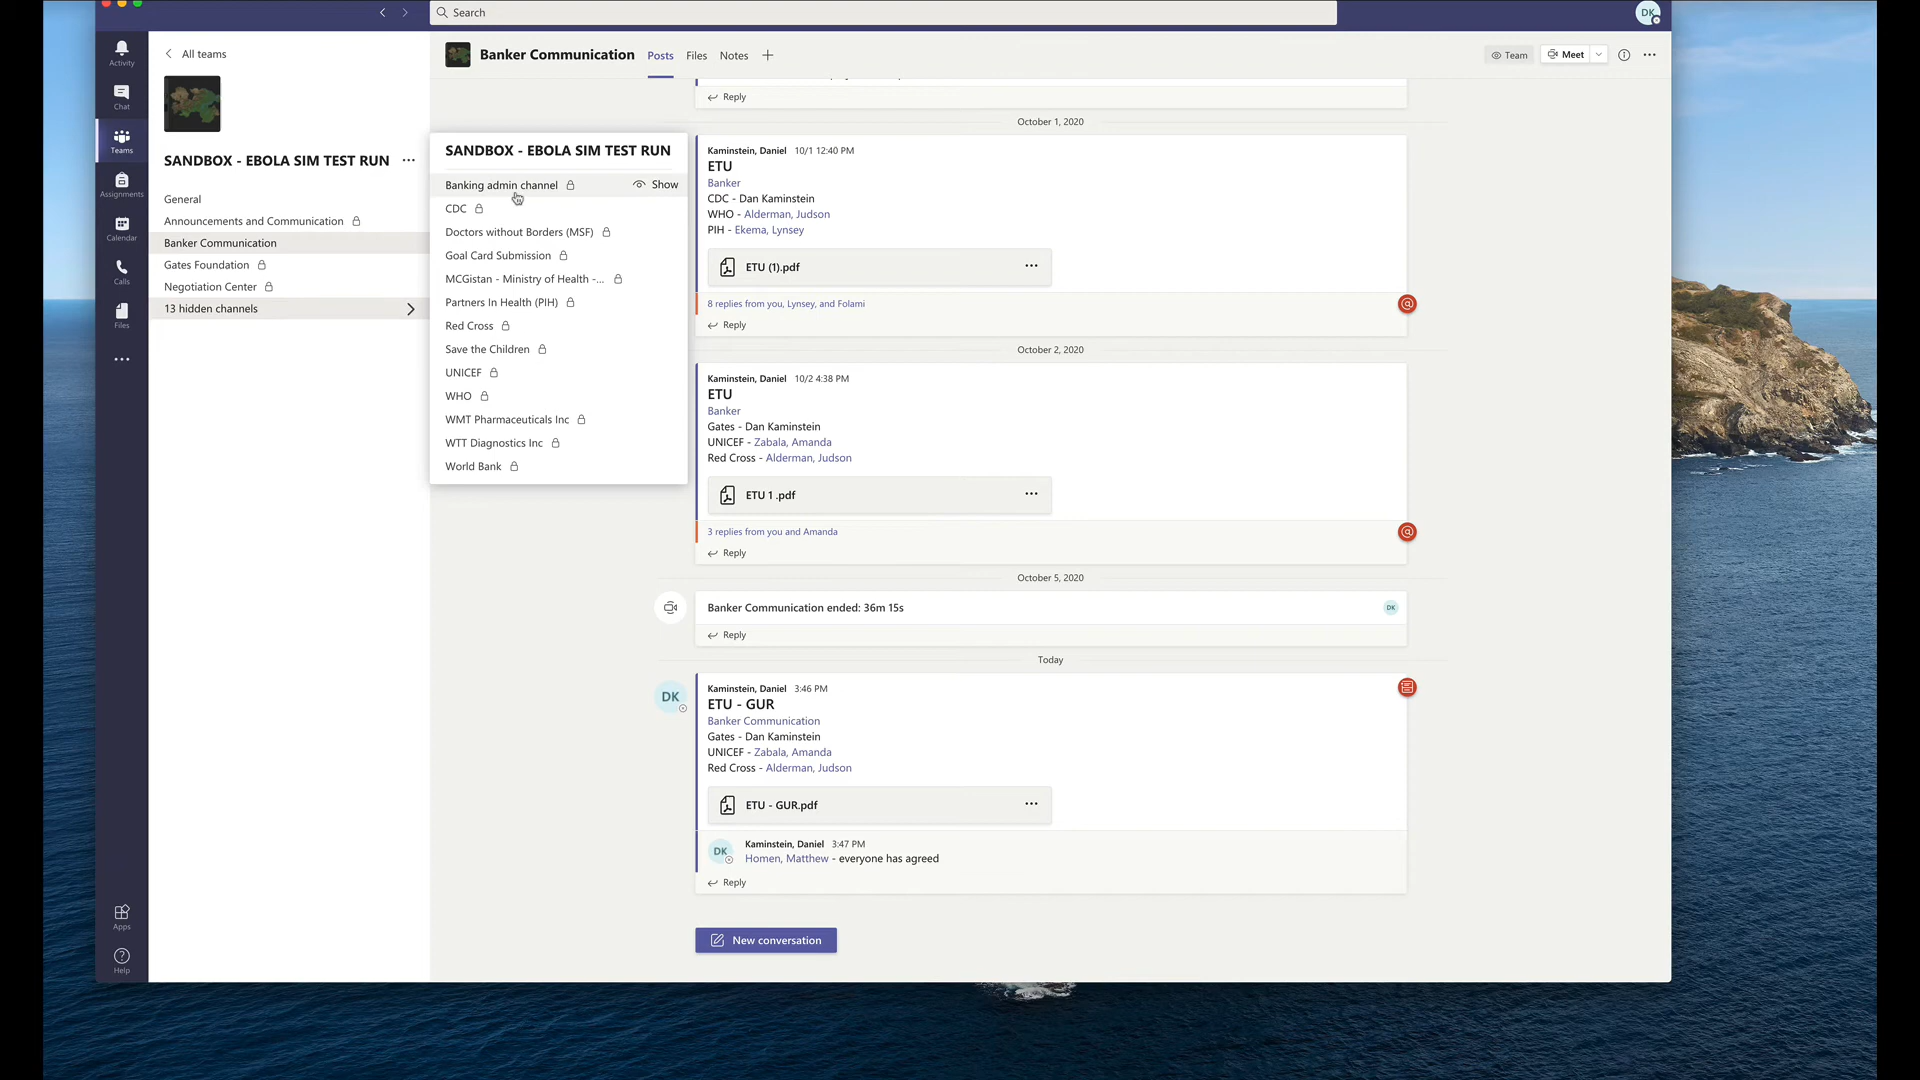 Search
DK
Activity
Chat
Teams
Assignments
Calendar
Calls
Files
Apps
Help
All teams
SANDBOX - EBOLA SIM TEST RUN
General
Announcements and Communication
Banker Communication
Gates Foundation
Negotiation Center
13 hidden channels
SANDBOX - EBOLA SIM TEST RUN
Banking admin channel
Show
CDC
Doctors without Borders (MSF)
Goal Card Submission
MCGistan - Ministry of Health -...
Partners In Health (PIH)
Red Cross
Save the Children
UNICEF
WHO
WMT Pharmaceuticals Inc
WTT Diagnostics Inc
World Bank
Banker Communication
Posts
Files
Notes
Team
Meet
Reply
October 1, 2020
Kaminstein, Daniel 10/1 12:40 PM
ETU
Banker
CDC - Dan Kaminstein
WHO - Alderman, Judson
PIH - Ekema, Lynsey
ETU (1).pdf
8 replies from you, Lynsey, and Folami
Reply
October 2, 2020
Kaminstein, Daniel 10/2 4:38 PM
ETU
Banker
Gates - Dan Kaminstein
UNICEF - Zabala, Amanda
Red Cross - Alderman, Judson
ETU 1 .pdf
3 replies from you and Amanda
Reply
October 5, 2020
Banker Communication ended: 36m 15s
DK
Reply
Today
DK
Kaminstein, Daniel 3:46 PM
ETU - GUR
Banker Communication
Gates - Dan Kaminstein
UNICEF - Zabala, Amanda
Red Cross - Alderman, Judson
ETU - GUR.pdf
DK
Kaminstein, Daniel 3:47 PM
Homen, Matthew - everyone has agreed
Reply
New conversation